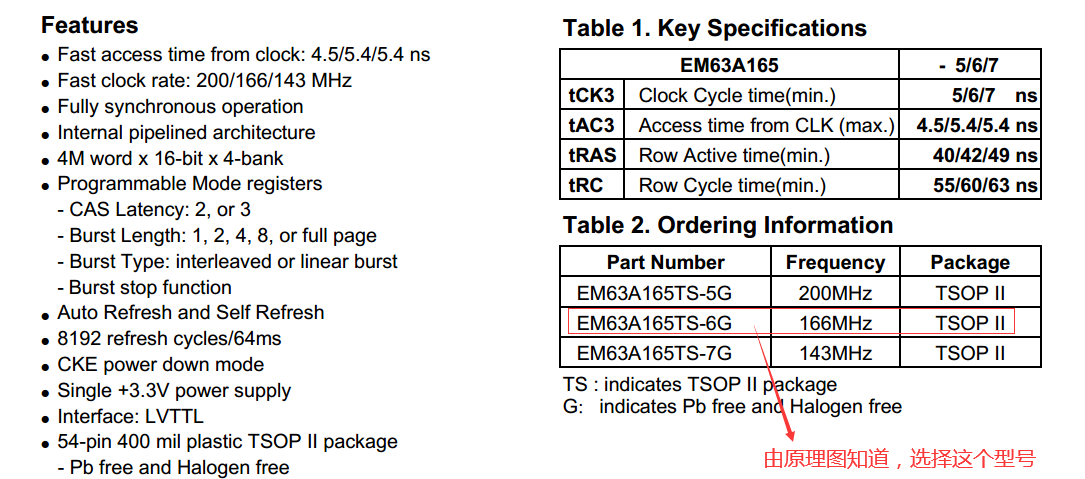 Features
● Fast access time from clock: 4.5/5.4/5.4 ns
● Fast clock rate: 200/166/143 MHz
● Fully synchronous operation
● Internal pipelined architecture
● 4M word x 16-bit x 4-bank
● Programmable Mode registers
- CAS Latency: 2, or 3
- Burst Length: 1, 2, 4, 8, or full page
- Burst Type: interleaved or linear burst
- Burst stop function
● Auto Refresh and Self Refresh
● 8192 refresh cycles/64ms
● CKE power down mode
● Single +3.3V power supply
● Interface: LVTTL
● 54-pin 400 mil plastic TSOP II package
- Pb free and Halogen free
Table 1. Key Specifications
EM63A165 - 5/6/7
tCK3 Clock Cycle time(min.) 5/6/7 ns
tAC3 Access time from CLK (max.) 4.5/5.4/5.4 ns
tRAS Row Active time(min.) 40/42/49 ns
tRC Row Cycle time(min.) 55/60/63 ns
Table 2. Ordering Information
Part Number Frequency Package
EM63A165TS-5G 200MHz TSOP II
EM63A165TS-6G 166MHz TSOP II
EM63A165TS-7G 143MHz TSOP II
TS : indicates TSOP II package
G: indicates Pb free and Halogen free
由原理图知道，选择这个型号